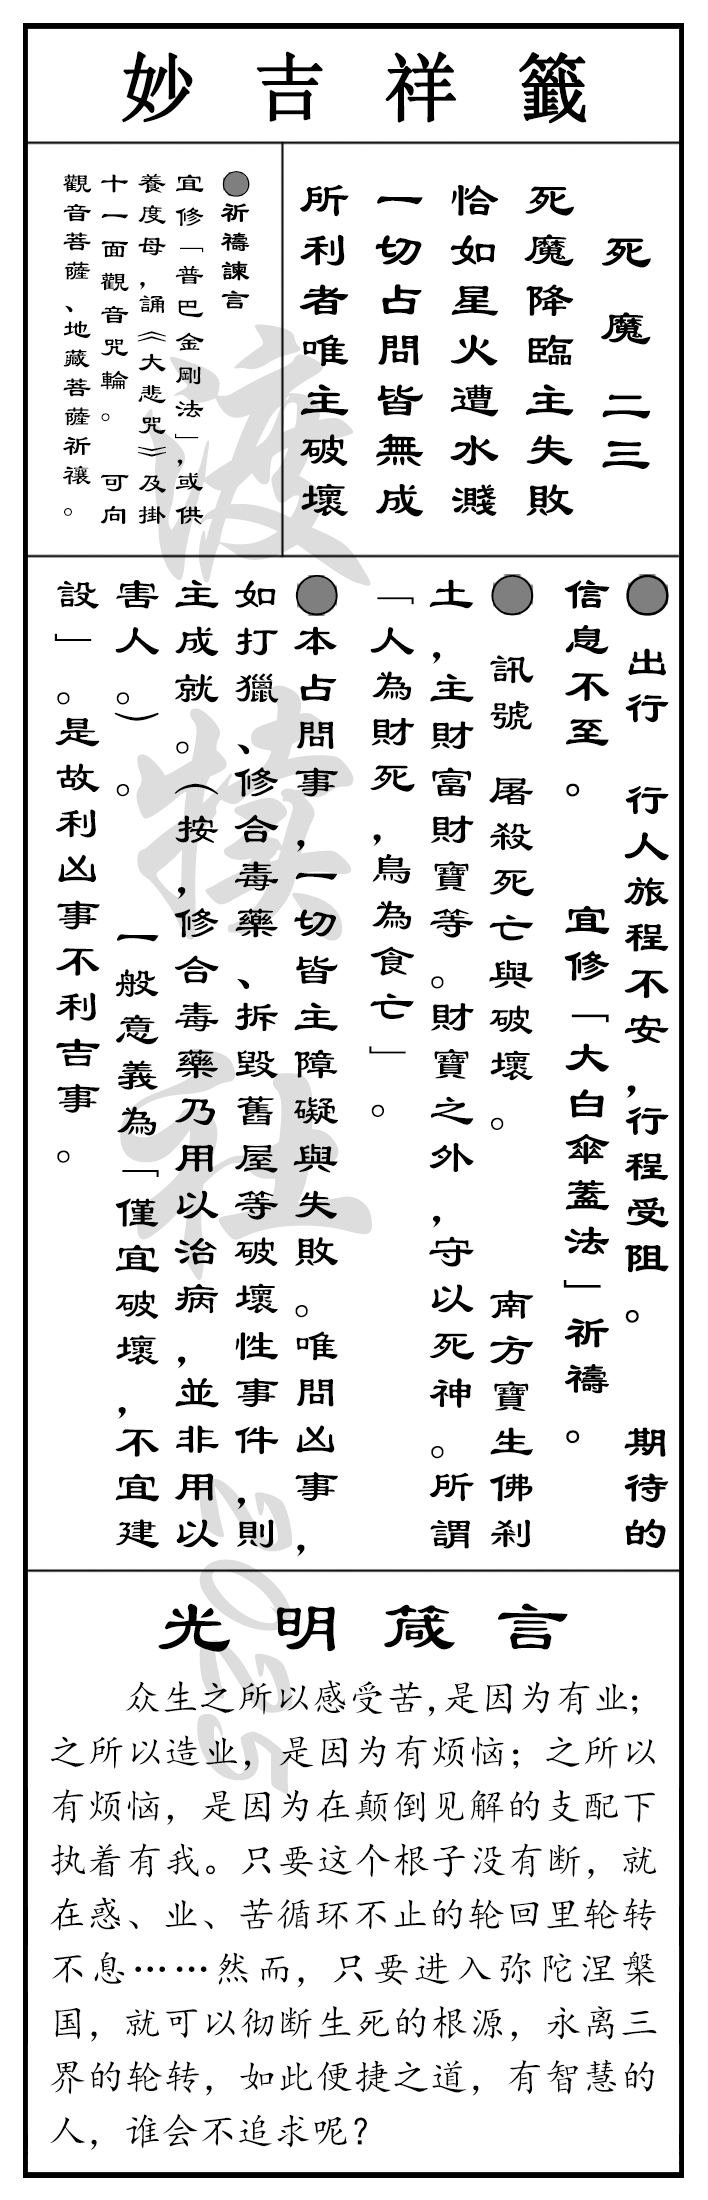 妙吉祥籤
死魔二三
死魔降臨主失敗
恰如星火遭水濺
一切占問皆無成
所利者唯主破壞
●祈禱諫言
宜修「普巴金剛法」，或供
養度母，誦《大悲咒》及掛
十一面觀音咒輪。 可向
觀音菩薩、地藏菩薩祈禳。
● 出行 行人旅程不安，行程受阻。 期待的
信息不至。 宜修「大白傘蓋法」祈禱。
● 訊號 屠殺死亡與破壞。 南方寶生佛剎
土，主財富財寶等。財寶之外，守以死神。所謂
「人為財死，鳥為食亡」。
●本占問事，一切皆主障礙與失敗。唯問凶事，
如打獵、修合毒藥、拆毀舊屋等破壞性事件，則
主成就。（按，修合毒藥乃用以治病，並非用以
害人。）。 一般意義為「僅宜破壞，不宜建
設」。是故利凶事不利吉事。
光明箴言
众生之所以感受苦，是因为有业；
之所以造业，是因为有烦恼；之所以
有烦恼，是因为在颠倒见解的支配下
执着有我。只要这个根子没有断，就
在惑、业、苦循环不止的轮回里轮转
不息……然而，只要进入弥陀涅槃
国，就可以彻断生死的根源，永离三
界的轮转，如此便捷之道，有智慧的
人，谁会不追求呢？
渡犊社2025